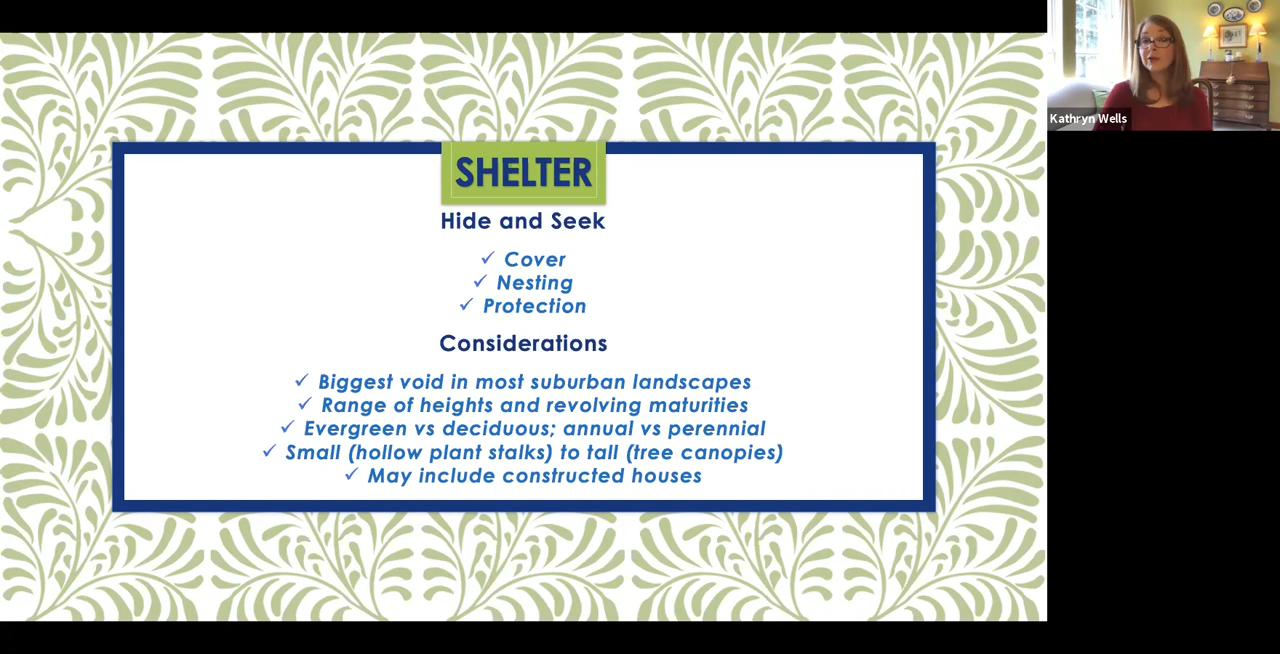 SHELTER
Hide and Seek
✓ Cover
✓ Nesting
✓ Protection
Considerations
✓ Biggest void in most suburban landscapes
✓ Range of heights and revolving maturities
✓ Evergreen vs deciduous; annual vs perennial
✓ Small (hollow plant stalks) to tall (tree canopies)
✓ May include constructed houses
Kathryn Wells